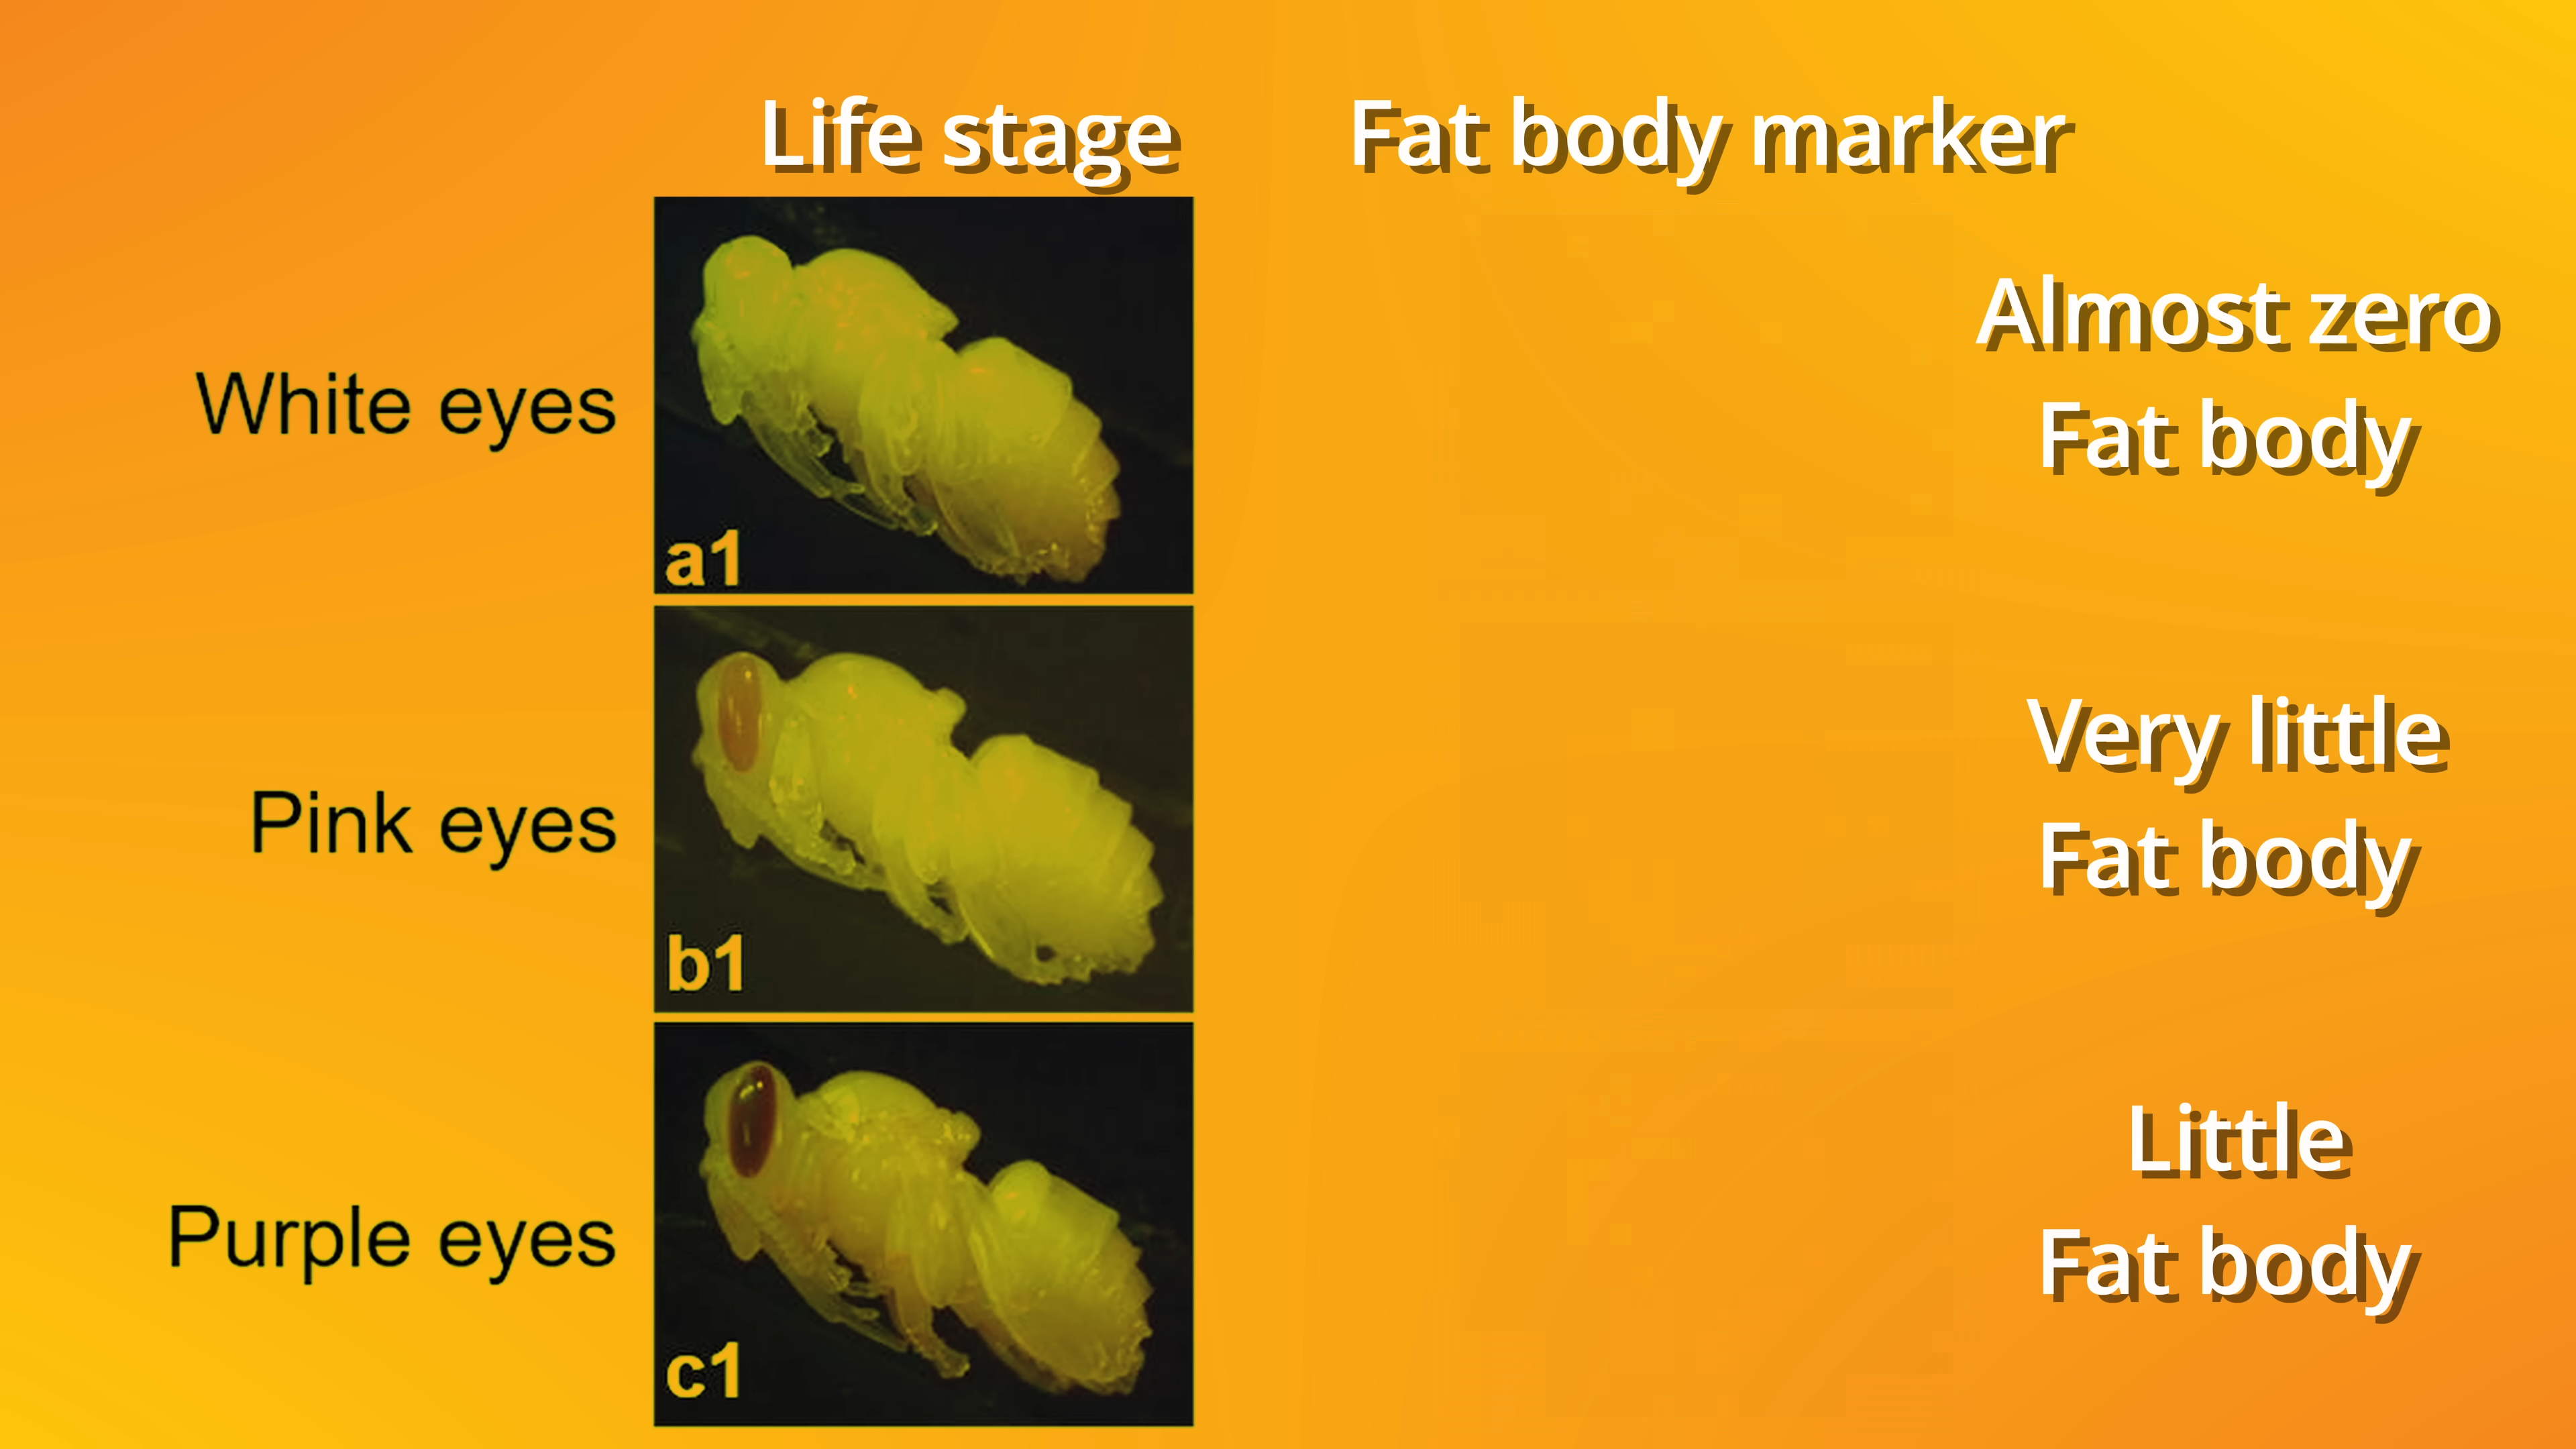 Life stage
Fat body marker
White eyes
a1
Almost zero
Fat body
Pink eyes
b1
Very little
Fat body
Purple eyes
c1
Little
Fat body